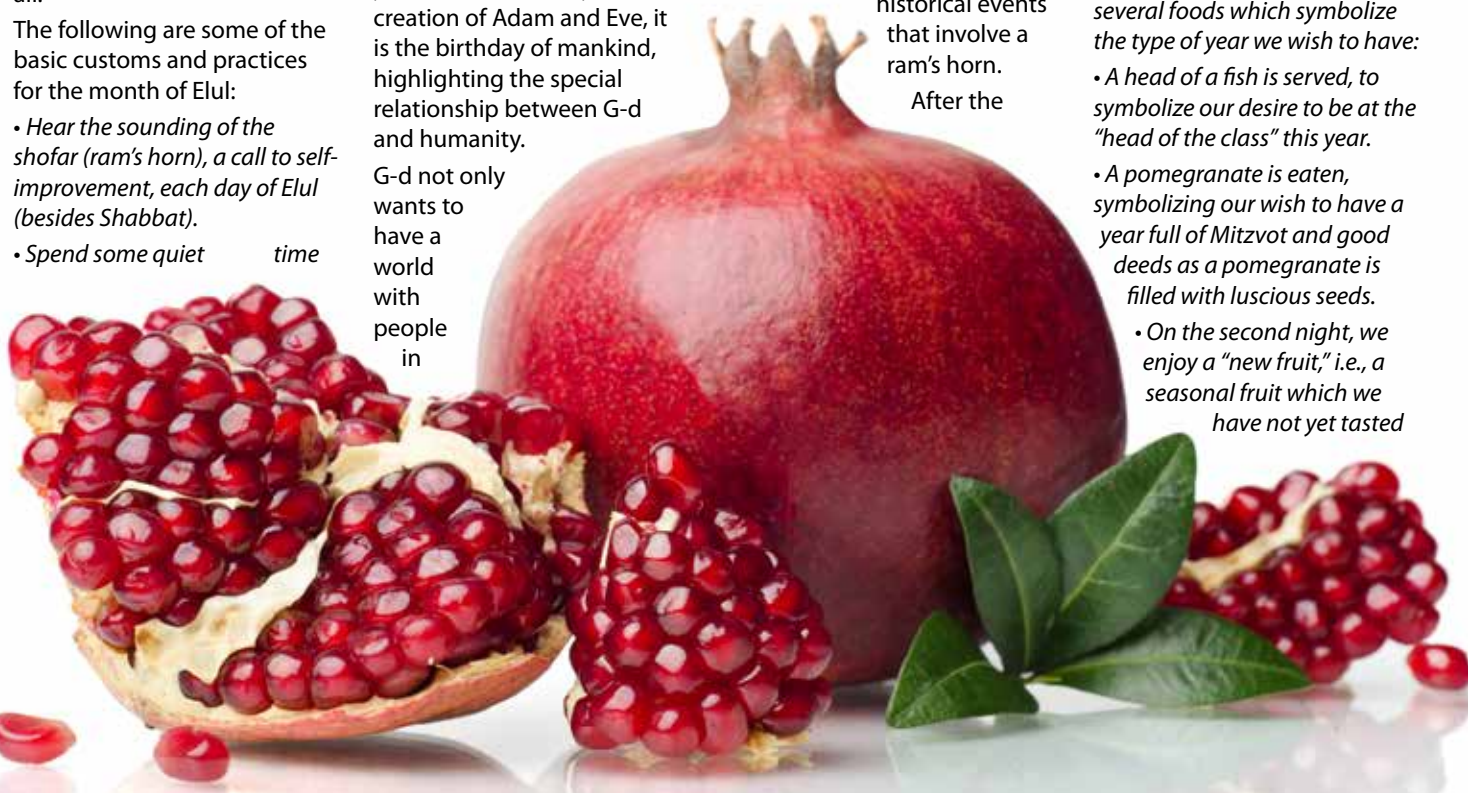 The following are some of the
basic customs and practices
for the month of Elul:
• Hear the sounding of the
shofar (ram’s horn), a call to self-
improvement, each day of Elul
(besides Shabbat).
• Spend some quiet time
creation of Adam and Eve, it
is the birthday of mankind,
highlighting the special
relationship between G-d
and humanity.
G-d not only
wants to
have a
world
with
people
in
historical events
that involve a
ram’s horn.
After the
several foods which symbolize
the type of year we wish to have:
• A head of a fish is served, to
symbolize our desire to be at the
“head of the class” this year.
• A pomegranate is eaten,
symbolizing our wish to have a
year full of Mitzvot and good
deeds as a pomegranate is
filled with luscious seeds.
• On the second night, we
enjoy a “new fruit,” i.e., a
seasonal fruit which we
have not yet tasted